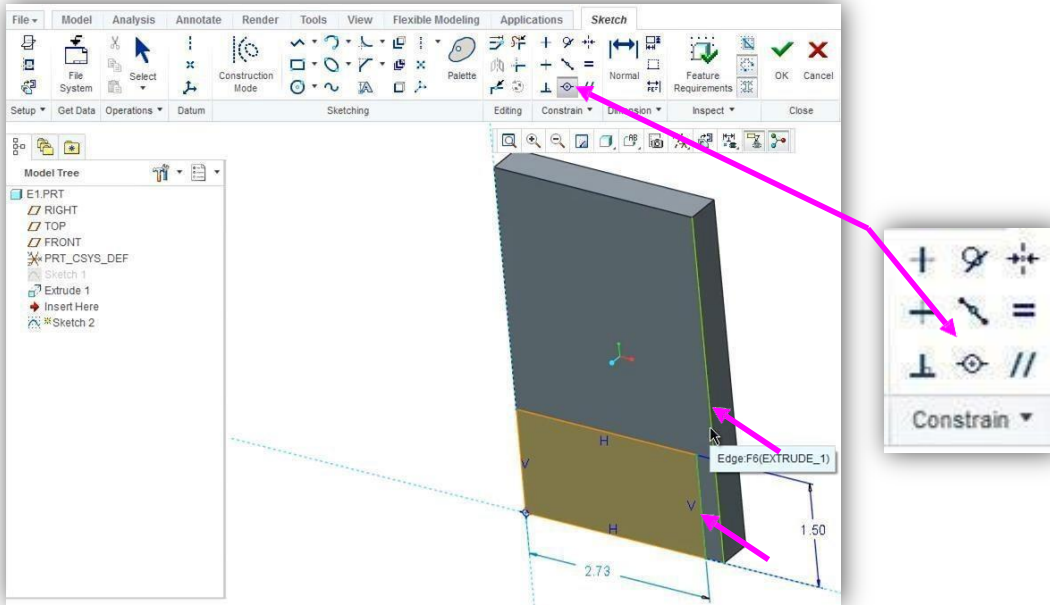 File Model Analysis Annotate Render Tools View Flexible Modeling Applications Sketch
File System
Select
Construction Mode
Palette
Normal
REF
Feature Requirements
OK Cancel
Setup Get Data Operations Datum Sketching Editing Constrain Dimension Inspect Close
Model Tree
E1.PRT
RIGHT
TOP
FRONT
PRT_CSYS_DEF
Sketch 1
Extrude 1
Insert Here
Sketch 2
H
V
Edge:F6(EXTRUDE_1)
V
H
1.50
2.73
Constrain